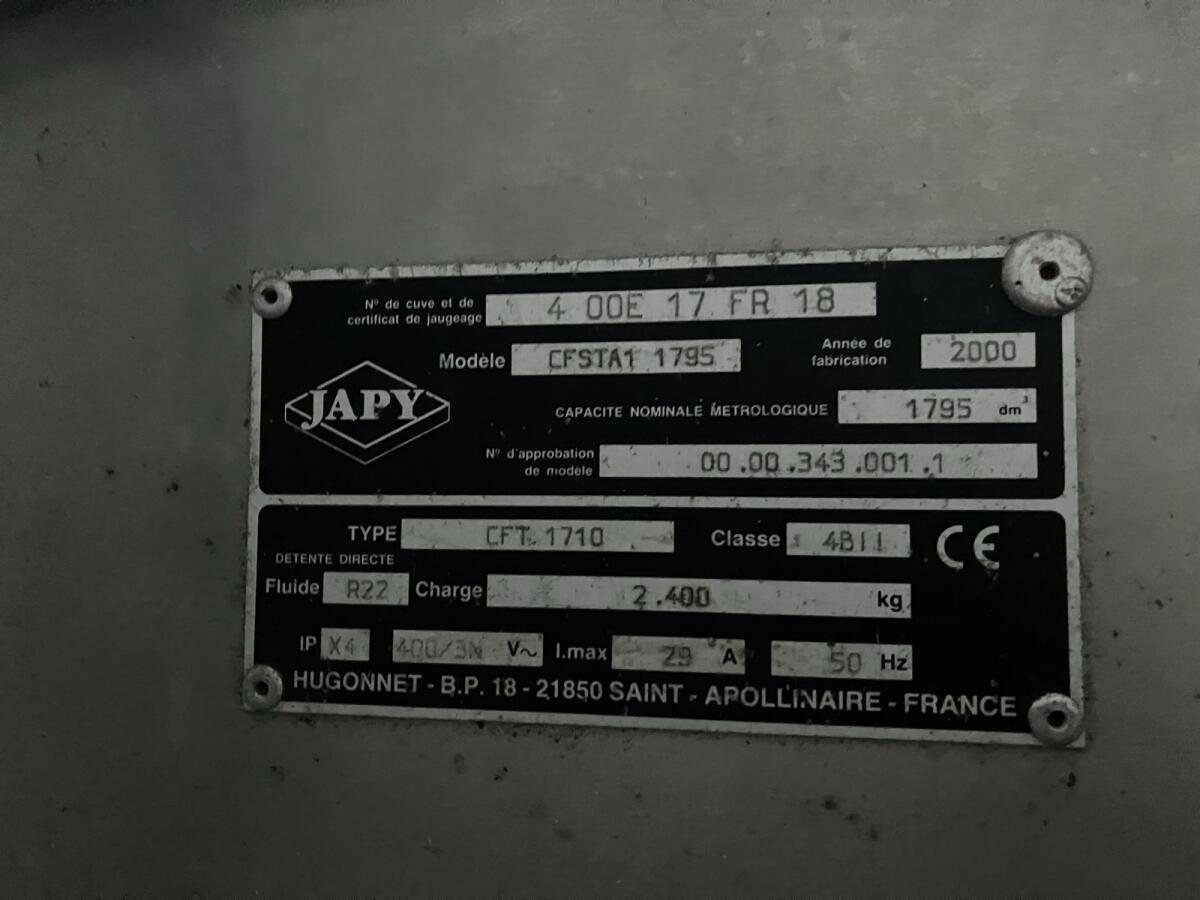 N° de cuve et de
certificat de jaugeage 4 00E 17 FR 18
Modèle CFSTA1 1795 Année de fabrication 2000
JAPY
CAPACITE NOMINALE METROLOGIQUE 1795 dm³
N° d'approbation
de modèle 00.00.343.001.1
TYPE CFT 1710 Classe 4BII CE
DETENTE DIRECTE
Fluide R22 Charge 2.400 kg
IP X4 400/3N V~ I.max 29 A 50 Hz
HUGONNET - B.P. 18 - 21850 SAINT - APOLLINAIRE - FRANCE